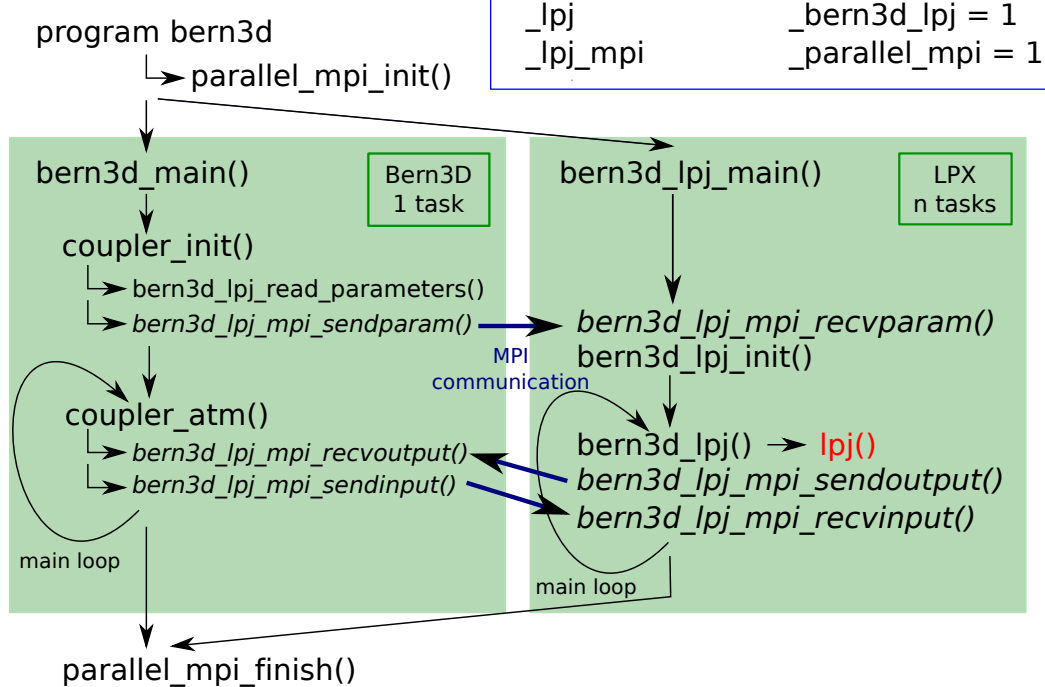 _lpj _bern3d_lpj = 1
_lpj_mpi _parallel_mpi = 1
program bern3d
parallel_mpi_init()
bern3d_main()
Bern3D
1 task
coupler_init()
bern3d_lpj_read_parameters()
bern3d_lpj_mpi_sendparam()
MPI
communication
coupler_atm()
bern3d_lpj_mpi_recvoutput()
bern3d_lpj_mpi_sendinput()
main loop
bern3d_lpj_main()
LPX
n tasks
bern3d_lpj_mpi_recvparam()
bern3d_lpj_init()
bern3d_lpj() lpj()
bern3d_lpj_mpi_sendoutput()
bern3d_lpj_mpi_recvinput()
main loop
parallel_mpi_finish()